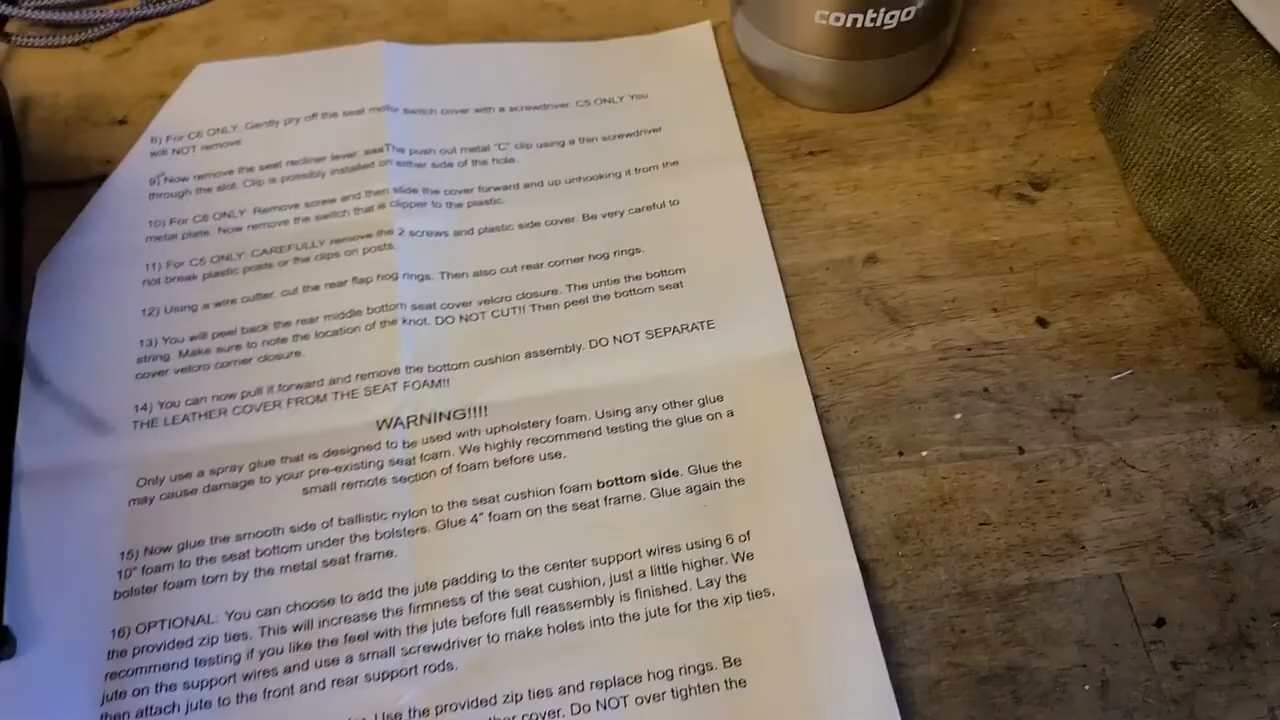 contigo
8) For C6 ONLY: Gently pry off the seat motor switch cover with a screwdriver. C5 ONLY You
will NOT remove.
9) Now remove the seat recliner lever. The push out metal "C" clip using a thin screwdriver
through the slot. Clip is possibly installed on either side of the hole.
10) For C6 ONLY: Remove screw and then slide the cover forward and up unhooking it from the
metal plate. Now remove the switch that is clipper to the plastic.
11) For C5 ONLY: CAREFULLY remove the 2 screws and plastic side cover. Be very careful to
not break plastic posts or the clips on posts.
12) Using a wire cutter, cut the rear flap hog rings. Then also cut rear corner hog rings.
13) You will peel back the rear middle bottom seat cover velcro closure. The untie the bottom
string. Make sure to note the location of the knot. DO NOT CUT!! Then peel the bottom seat
cover velcro corner closure.
14) You can now pull it forward and remove the bottom cushion assembly. DO NOT SEPARATE
THE LEATHER COVER FROM THE SEAT FOAM!!
WARNING!!!!
Only use a spray glue that is designed to be used with upholstery foam. Using any other glue
may cause damage to your pre-existing seat foam. We highly recommend testing the glue on a
small remote section of foam before use.
15) Now glue the smooth side of ballistic nylon to the seat cushion foam bottom side. Glue the
10" foam to the seat bottom under the bolsters. Glue 4" foam on the seat frame. Glue again the
bolster foam torn by the metal seat frame.
16) OPTIONAL: You can choose to add the jute padding to the center support wires using 6 of
the provided zip ties. This will increase the firmness of the seat cushion, just a little higher. We
recommend testing if you like the feel with the jute before full reassembly is finished. Lay the
jute on the support wires and use a small screwdriver to make holes into the jute for the xip ties,
then attach jute to the front and rear support rods.
Use the provided zip ties and replace hog rings. Be
cover. Do NOT over tighten the